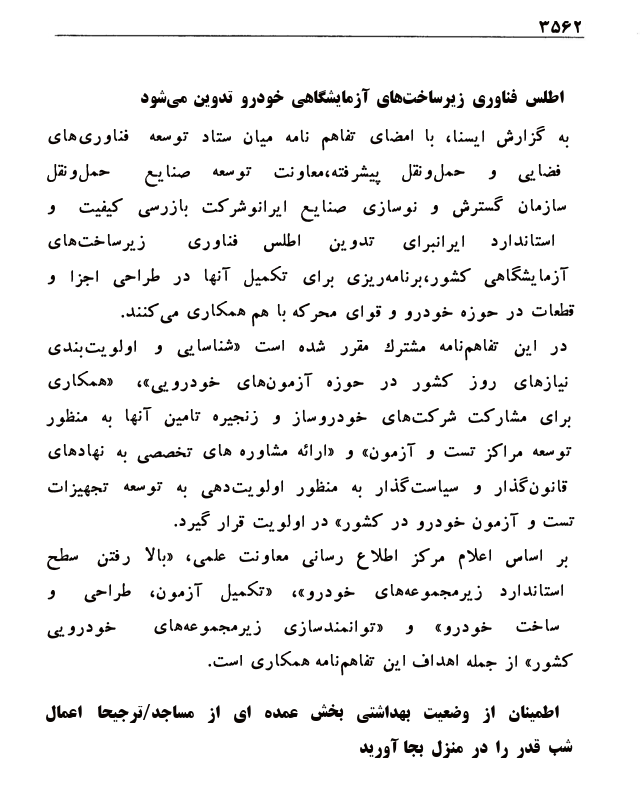 ۳۵۶۲
اطلس فناوری زیرساخت‌های آزمایشگاهی خودرو تدوین می‌شود
به گزارش ایسنا، با امضای تفاهم نامه میان ستاد توسعه فناوری‌های
فضایی و حمل‌ونقل پیشرفته،معاونت توسعه صنایع حمل‌ونقل
سازمان گسترش و نوسازی صنایع ایرانوشرکت بازرسی کیفیت و
استاندارد ایرانبرای تدوین اطلس فناوری زیرساخت‌های
آزمایشگاهی کشور،برنامه‌ریزی برای تکمیل آنها در طراحی اجزا و
قطعات در حوزه خودرو و قوای محرکه با هم همکاری می‌کنند.
در این تفاهم‌نامه مشترك مقرر شده است «شناسایی و اولویت‌بندی
نیازهای روز کشور در حوزه آزمون‌های خودرویی»، «همکاری
برای مشارکت شرکت‌های خودروساز و زنجیره تامین آنها به منظور
توسعه مراکز تست و آزمون» و «ارائه مشاوره های تخصصی به نهادهای
قانون‌گذار و سیاست‌گذار به منظور اولویت‌دهی به توسعه تجهیزات
تست و آزمون خودرو در کشور» در اولویت قرار گیرد.
بر اساس اعلام مرکز اطلاع رسانی معاونت علمی، «بالا رفتن سطح
استاندارد زیرمجموعه‌های خودرو»، «تکمیل آزمون، طراحی و
ساخت خودرو» و «توانمندسازی زیرمجموعه‌های خودرویی
کشور» از جمله اهداف این تفاهم‌نامه همکاری است.
اطمینان از وضعیت بهداشتی بخش عمده ای از مساجد/ترجیحا اعمال
شب قدر را در منزل بجا آورید